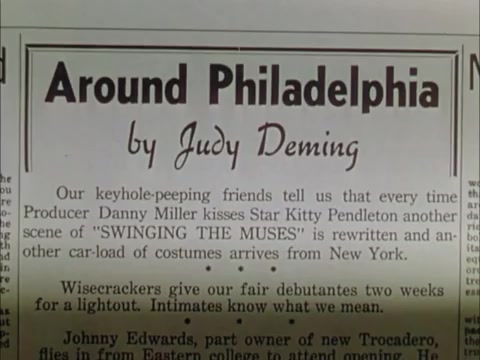 Around Philadelphia
by Judy Deming
Our keyhole-peeping friends tell us that every time
Producer Danny Miller kisses Star Kitty Pendleton another
scene of "SWINGING THE MUSES" is rewritten and an-
other car-load of costumes arrives from New York.
• • •
Wisecrackers give our fair debutantes two weeks
for a lightout. Intimates know what we mean.
• • •
Johnny Edwards, part owner of new Trocadero,
flies in from Eastern college to attend opening.